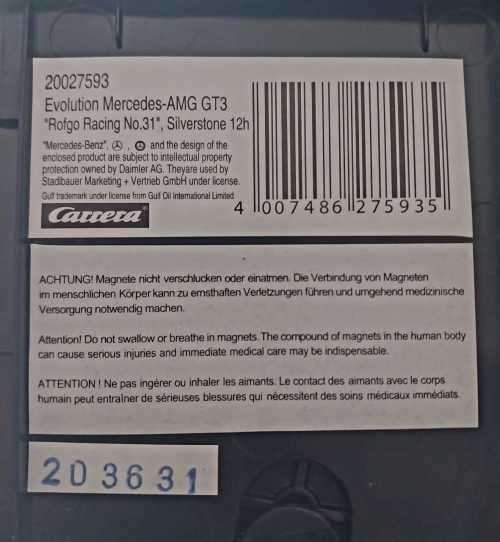 20027593
Evolution Mercedes-AMG GT3
"Rofgo Racing No.31", Silverstone 12h
"Mercedes-Benz", , and the design of the
enclosed product are subject to intellectual property
protection owned by Daimler AG. Theyare used by
Stadlbauer Marketing + Vertrieb GmbH under license.
Gulf trademark under license from Gulf Oil International Limited.
Carrera®
4 007486 275935
ACHTUNG! Magnete nicht verschlucken oder einatmen. Die Verbindung von Magneten
im menschlichen Körper kann zu ernsthaften Verletzungen führen und umgehend medizinische
Versorgung notwendig machen.
Attention! Do not swallow or breathe in magnets. The compound of magnets in the human body
can cause serious injuries and immediate medical care may be indispensable.
ATTENTION ! Ne pas ingérer ou inhaler les aimants. Le contact des aimants avec le corps
humain peut entraîner de sérieuses blessures qui nécessitent des soins médicaux immédiats.
203631